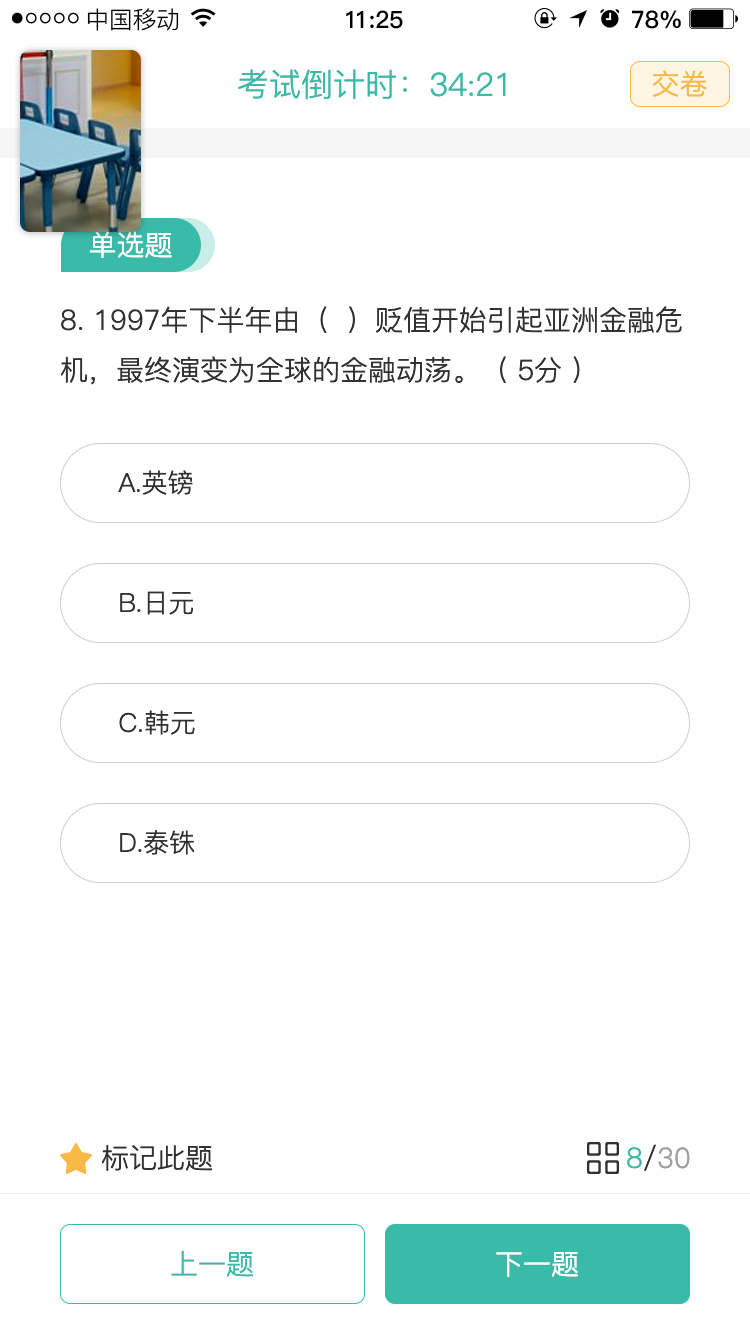 中国移动 11:25 78%
考试倒计时：34:21 交卷
单选题
8. 1997年下半年由（ ）贬值开始引起亚洲金融危
机，最终演变为全球的金融动荡。（ 5分 ）
A.英镑
B.日元
C.韩元
D.泰铢
标记此题 8/30
上一题 下一题